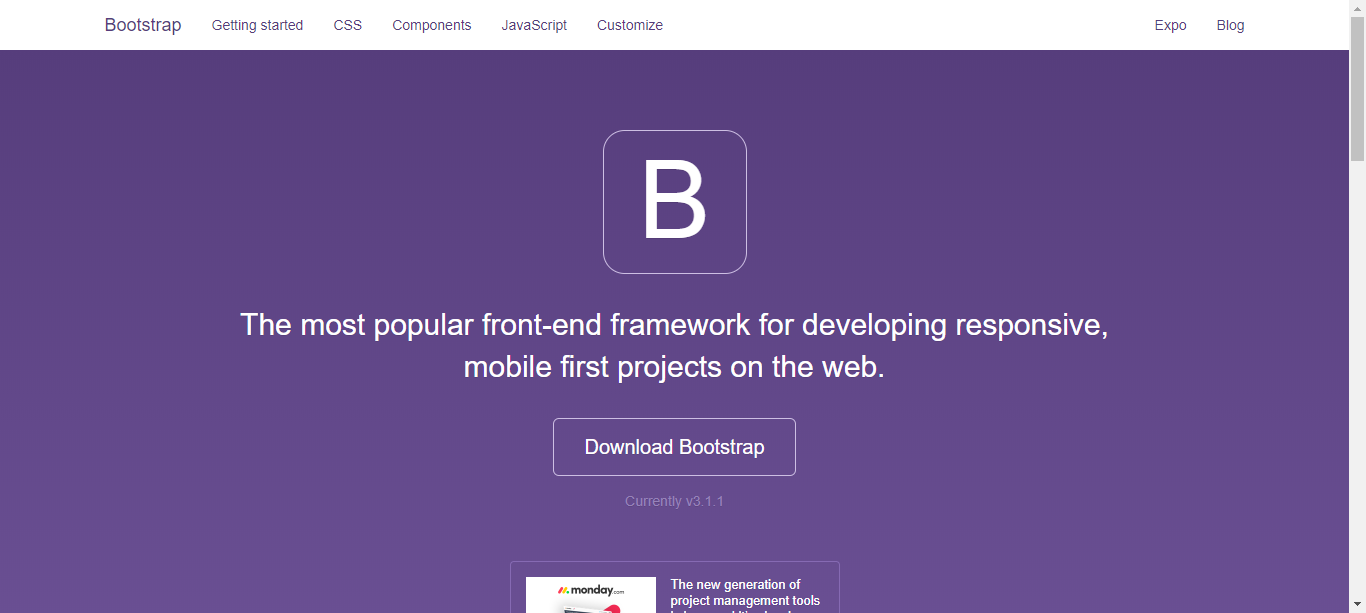 Bootstrap Getting started CSS Components JavaScript Customize Expo Blog
B
The most popular front-end framework for developing responsive,
mobile first projects on the web.
Download Bootstrap
Currently v3.1.1
monday.com
The new generation of
project management tools